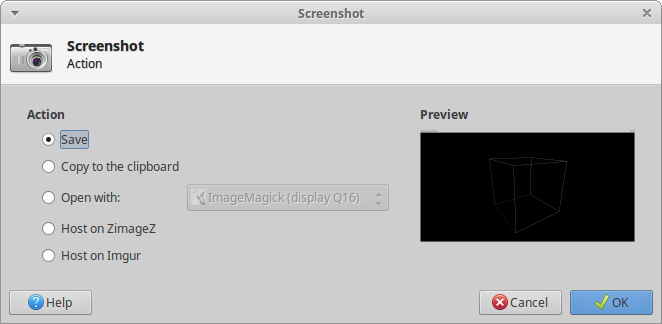 Screenshot
Screenshot
Action
Action
Preview
Save
Copy to the clipboard
Open with:
ImageMagick (display Q16)
Host on ZimageZ
Host on Imgur
Help
Cancel
OK